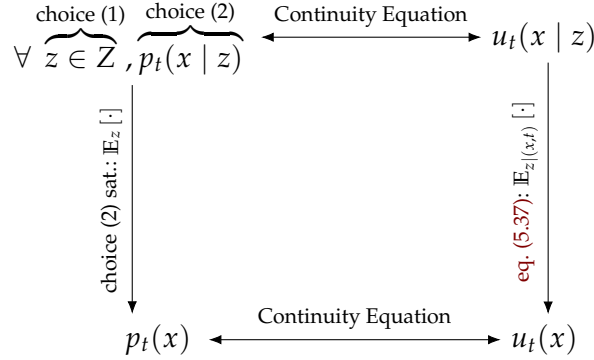 choice (1) choice (2)
∀ z ∈ Z , p_t(x | z)
Continuity Equation
u_t(x | z)
choice (2) sat.: 𝔼_z [·]
eq. (5.37): 𝔼_{z|(x,t)} [·]
p_t(x)
Continuity Equation
u_t(x)